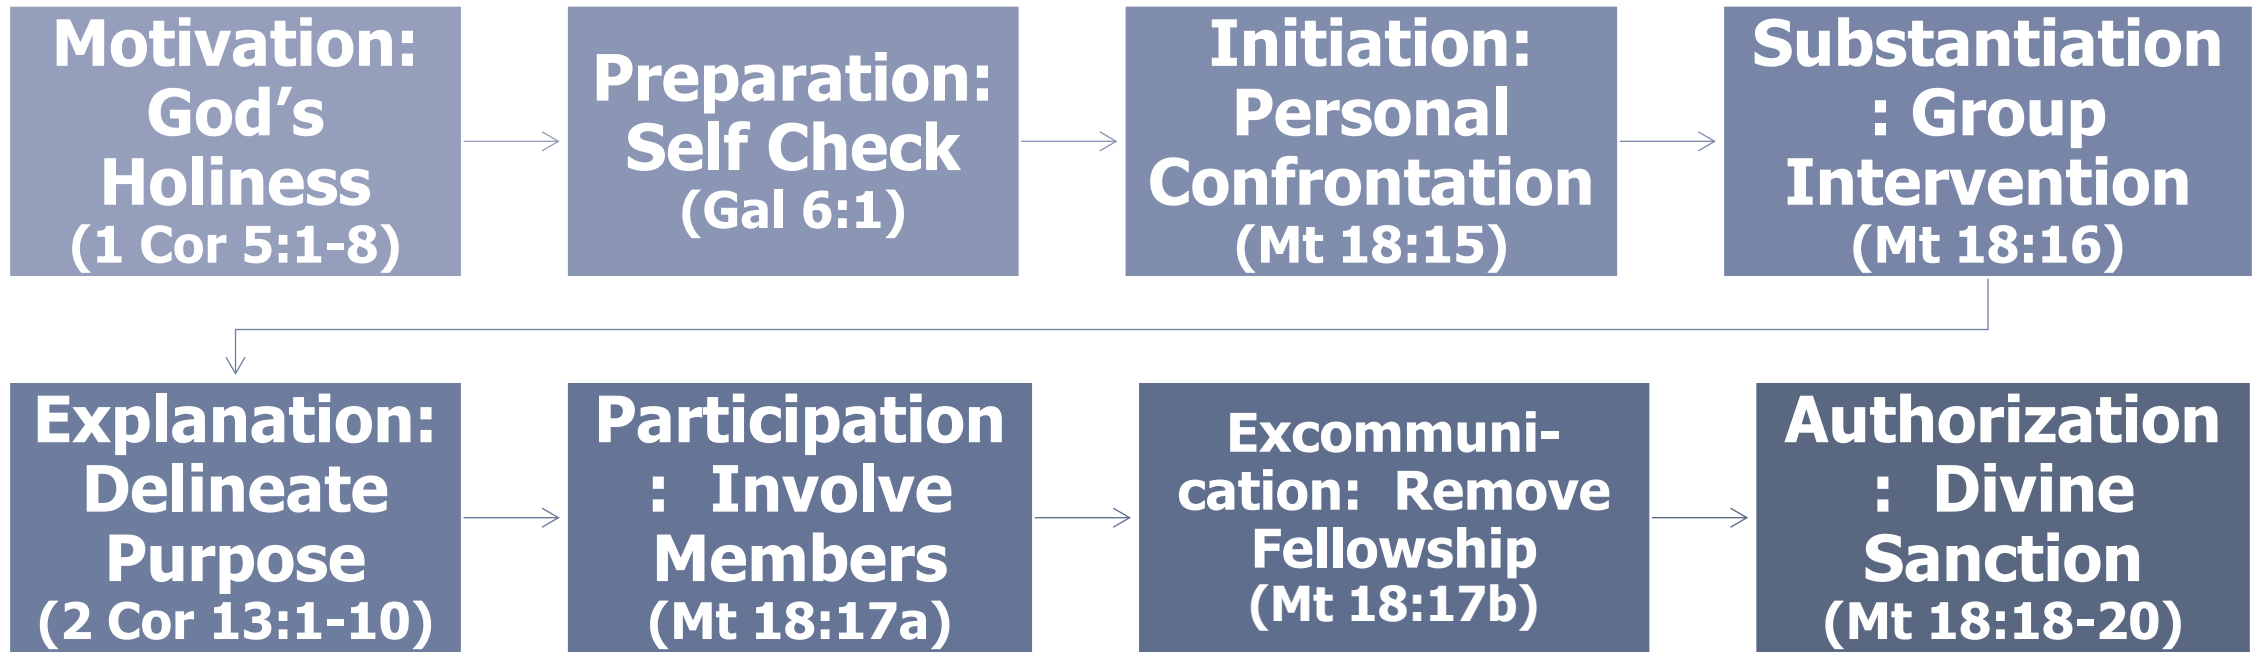 Motivation:
God’s
Holiness
(1 Cor 5:1-8)
Preparation:
Self Check
(Gal 6:1)
Initiation:
Personal
Confrontation
(Mt 18:15)
Substantiation
: Group
Intervention
(Mt 18:16)
Explanation:
Delineate
Purpose
(2 Cor 13:1-10)
Participation
:  Involve
Members
(Mt 18:17a)
Excommuni-
cation:  Remove
Fellowship
(Mt 18:17b)
Authorization
:  Divine
Sanction
(Mt 18:18-20)